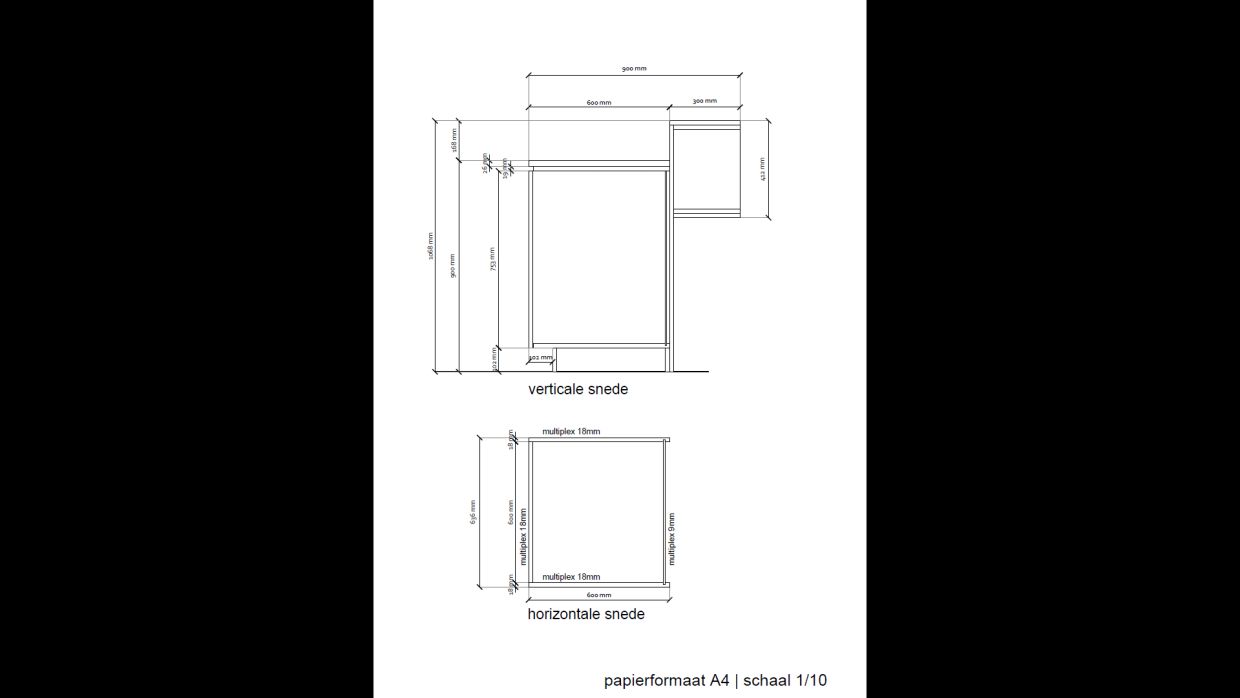 900 mm
600 mm
300 mm
168 mm
26 mm
19 mm
422 mm
1068 mm
900 mm
753 mm
102 mm
102 mm
verticale snede
multiplex 18mm
18 mm
636 mm
600 mm
multiplex 18mm
multiplex 9mm
multiplex 18mm
18 mm
600 mm
horizontale snede
papierformaat A4 | schaal 1/10